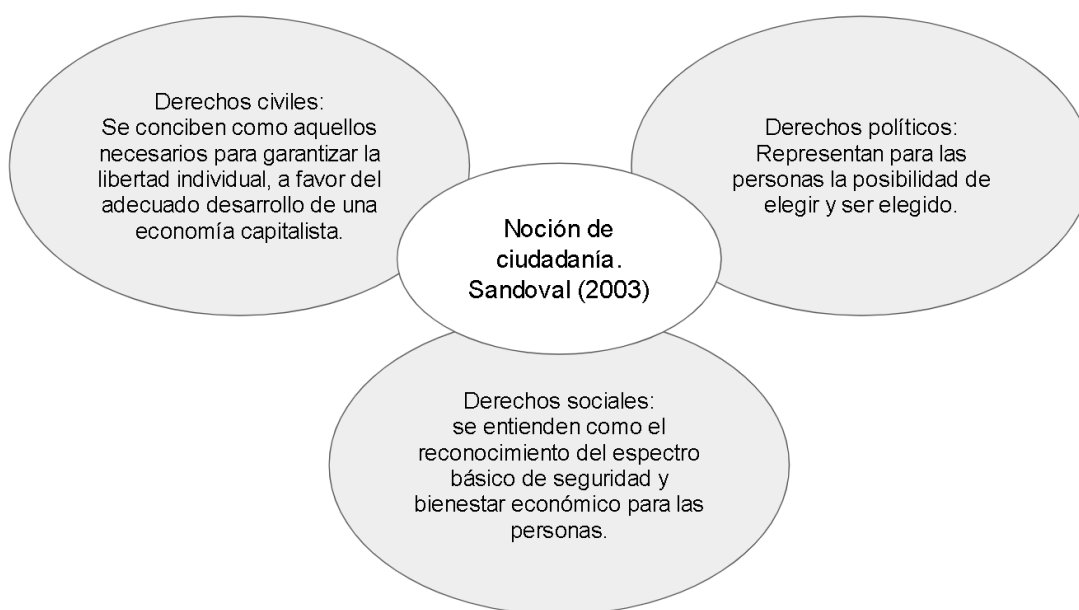 Derechos civiles:
Se conciben como aquellos
necesarios para garantizar la
libertad individual, a favor del
adecuado desarrollo de una
economía capitalista.
Derechos políticos:
Representan para las
personas la posibilidad de
elegir y ser elegido.
Noción de
ciudadanía.
Sandoval (2003)
Derechos sociales:
se entienden como el
reconocimiento del espectro
básico de seguridad y
bienestar económico para las
personas.